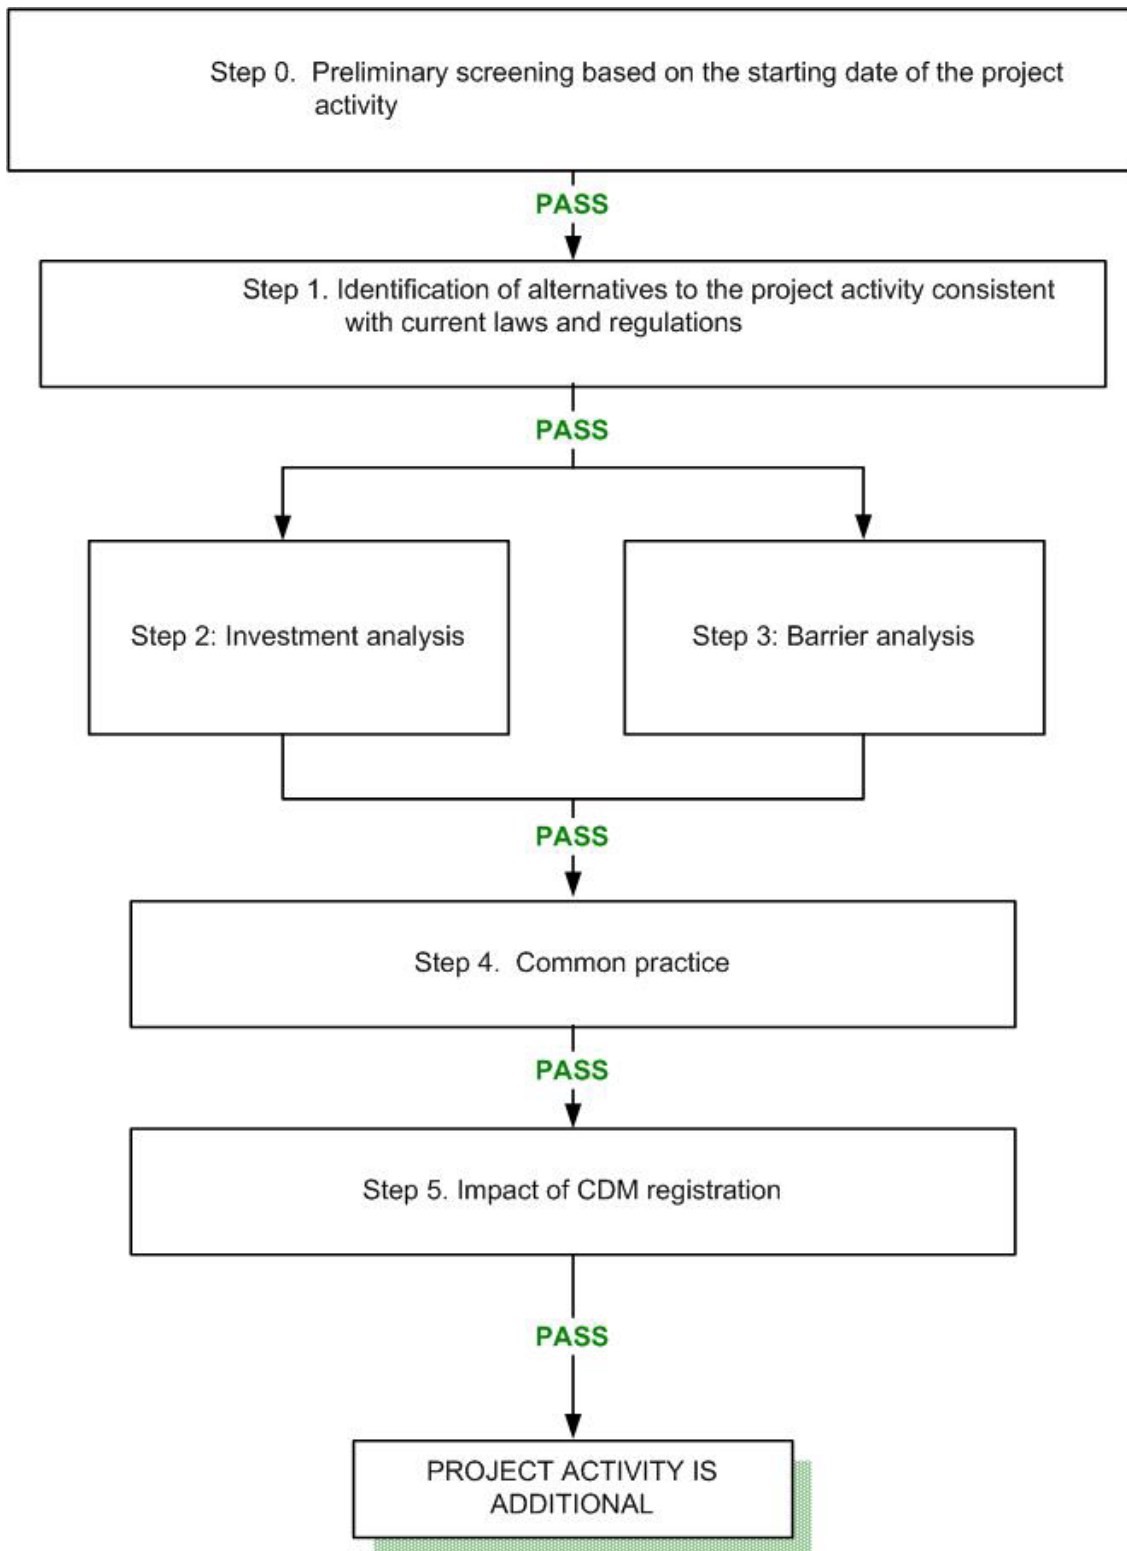 Step 0.  Preliminary screening based on the starting date of the project
activity
PASS
Step 1. Identification of alternatives to the project activity consistent
with current laws and regulations
PASS
Step 2: Investment analysis
Step 3: Barrier analysis
PASS
Step 4.  Common practice
PASS
Step 5. Impact of CDM registration
PASS
PROJECT ACTIVITY IS
ADDITIONAL